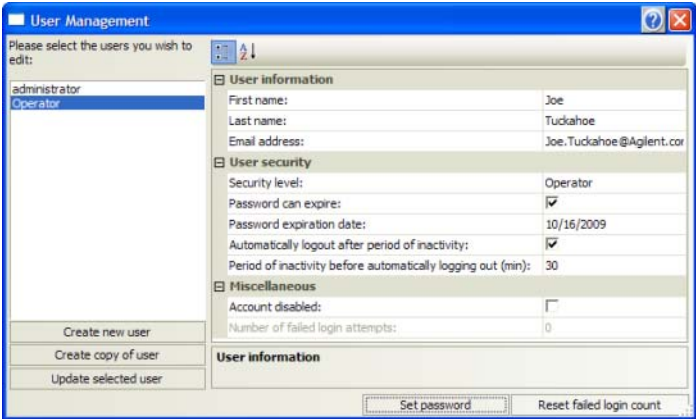 User Management
Please select the users you wish to
edit:
administrator
Operator
User information
First name: Joe
Last name: Tuckahoe
Email address: Joe.Tuckahoe@Agilent.cor
User security
Security level: Operator
Password can expire:
Password expiration date: 10/16/2009
Automatically logout after period of inactivity:
Period of inactivity before automatically logging out (min): 30
Miscellaneous
Account disabled:
Number of failed login attempts: 0
Create new user
Create copy of user
Update selected user
User information
Set password
Reset failed login count